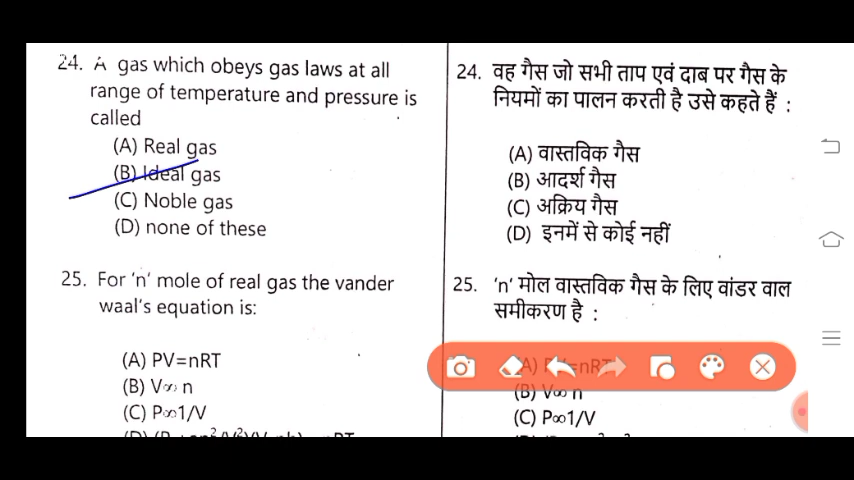 24. A gas which obeys gas laws at all
range of temperature and pressure is
called
(A) Real gas
(B) Ideal gas
(C) Noble gas
(D) none of these
25. For 'n' mole of real gas the vander
waal's equation is:
(A) PV=nRT
(B) V∞ n
(C) P∞1/V
24. वह गैस जो सभी ताप एवं दाब पर गैस के
नियमों का पालन करती है उसे कहते हैं :
(A) वास्तविक गैस
(B) आदर्श गैस
(C) अक्रिय गैस
(D) इनमें से कोई नहीं
25. 'n' मोल वास्तविक गैस के लिए वांडर वाल
समीकरण है :
(A) PV=nRT
(B) V∞ n
(C) P∞1/V